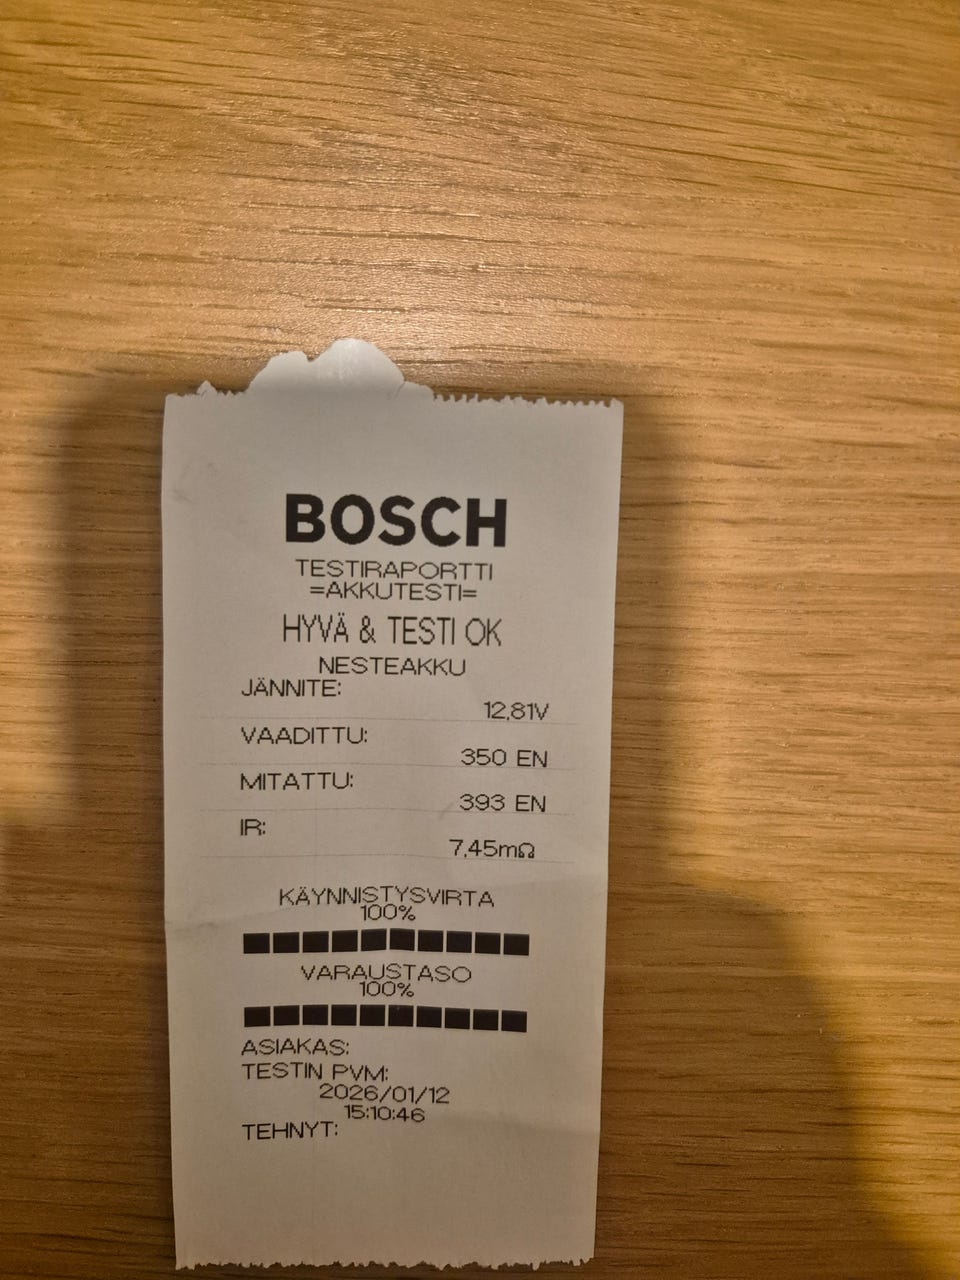 BOSCH
TESTIRAPORTTI
=AKKUTESTI=
HYVÄ & TESTI OK
NESTEAKKU
JÄNNITE:
12,81V
VAADITTU:
350 EN
MITATTU:
393 EN
IR:
7,45mΩ
KÄYNNISTYSVIRTA
100%
VARAUSTASO
100%
ASIAKAS:
TESTIN PVM:
2026/01/12
15:10:46
TEHNYT: